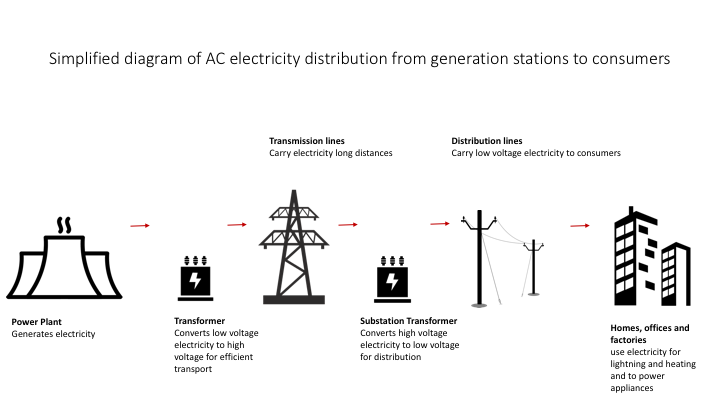 Simplified diagram of AC electricity distribution from generation stations to consumers
Transmission lines
Carry electricity long distances
Distribution lines
Carry low voltage electricity to consumers
Power Plant
Generates electricity
Transformer
Converts low voltage
electricity to high
voltage for efficient
transport
Substation Transformer
Converts high voltage
electricity to low voltage
for distribution
Homes, offices and
factories
use electricity for
lightning and heating
and to power
appliances